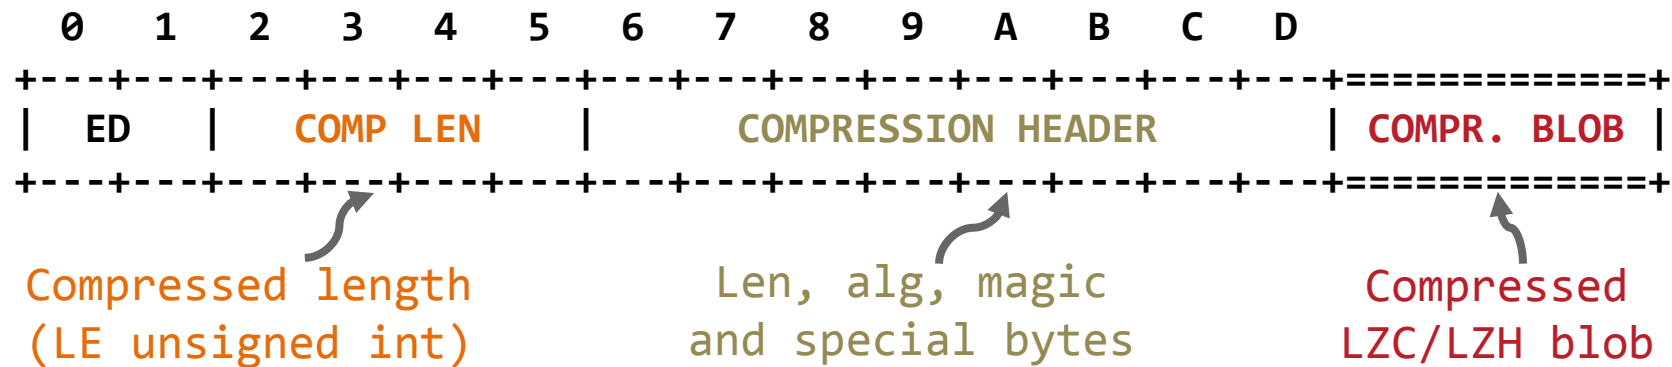 0 1 2 3 4 5 6 7 8 9 A B C D
+---+---+---+---+---+---+---+---+---+---+---+---+---+---+=============+
| ED | COMP LEN | COMPRESSION HEADER | COMPR. BLOB |
+---+---+---+---+---+---+---+---+---+---+---+---+---+---+=============+
Compressed length
(LE unsigned int)
Len, alg, magic
and special bytes
Compressed
LZC/LZH blob